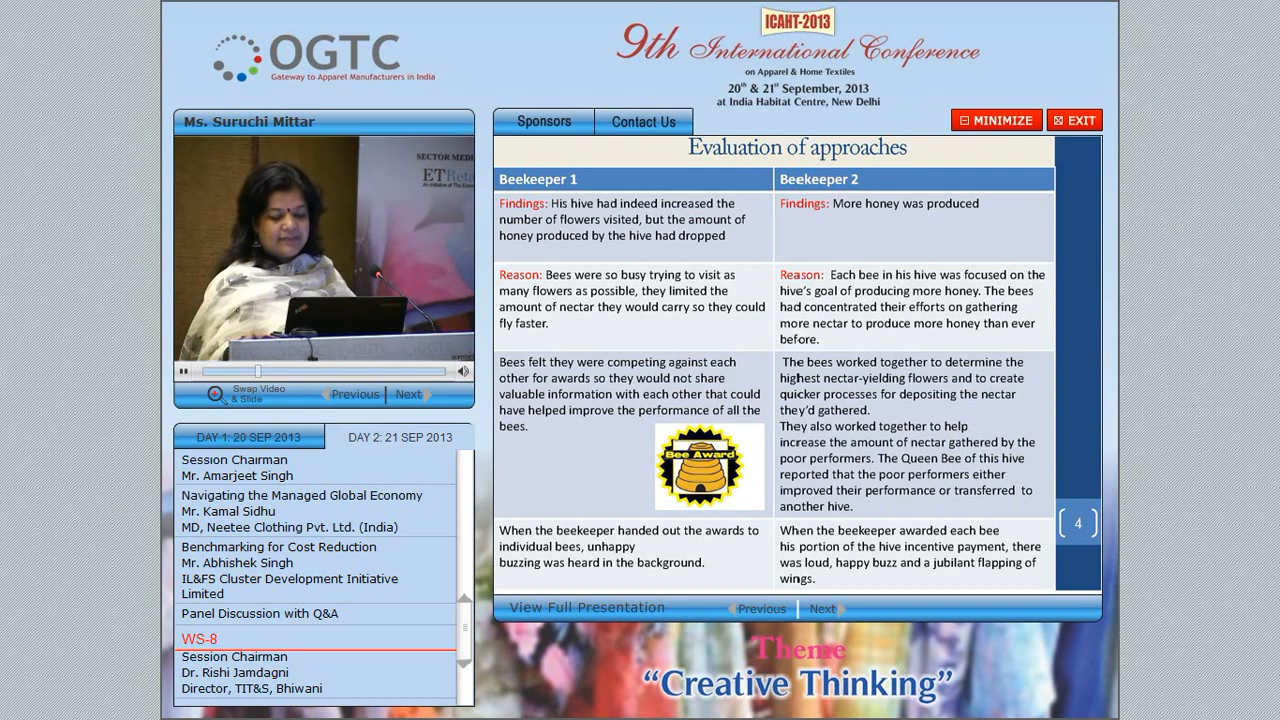 OGTC
Gateway to Apparel Manufacturers in India
ICAHT-2013
9th International Conference
on Apparel & Home Textiles
20th & 21st September, 2013
at India Habitat Centre, New Delhi
Ms. Suruchi Mittar
SECTOR MEDI
ETReta
Swap Video
& Slide
Previous
Next
DAY 1: 20 SEP 2013
DAY 2: 21 SEP 2013
Session Chairman
Mr. Amarjeet Singh
Navigating the Managed Global Economy
Mr. Kamal Sidhu
MD, Neetee Clothing Pvt. Ltd. (India)
Benchmarking for Cost Reduction
Mr. Abhishek Singh
IL&FS Cluster Development Initiative
Limited
Panel Discussion with Q&A
WS-8
Session Chairman
Dr. Rishi Jamdagni
Director, TIT&S, Bhiwani
Sponsors
Contact Us
MINIMIZE
EXIT
Evaluation of approaches
Beekeeper 1
Beekeeper 2
Findings: His hive had indeed increased the
number of flowers visited, but the amount of
honey produced by the hive had dropped
Findings: More honey was produced
Reason: Bees were so busy trying to visit as
many flowers as possible, they limited the
amount of nectar they would carry so they could
fly faster.
Reason: Each bee in his hive was focused on the
hive's goal of producing more honey. The bees
had concentrated their efforts on gathering
more nectar to produce more honey than ever
before.
Bees felt they were competing against each
other for awards so they would not share
valuable information with each other that could
have helped improve the performance of all the
bees.
Bee Award
The bees worked together to determine the
highest nectar-yielding flowers and to create
quicker processes for depositing the nectar
they'd gathered.
They also worked together to help
increase the amount of nectar gathered by the
poor performers. The Queen Bee of this hive
reported that the poor performers either
improved their performance or transferred to
another hive.
When the beekeeper handed out the awards to
individual bees, unhappy
buzzing was heard in the background.
When the beekeeper awarded each bee
his portion of the hive incentive payment, there
was loud, happy buzz and a jubilant flapping of
wings.
4
View Full Presentation
Previous
Next
Theme
“Creative Thinking”